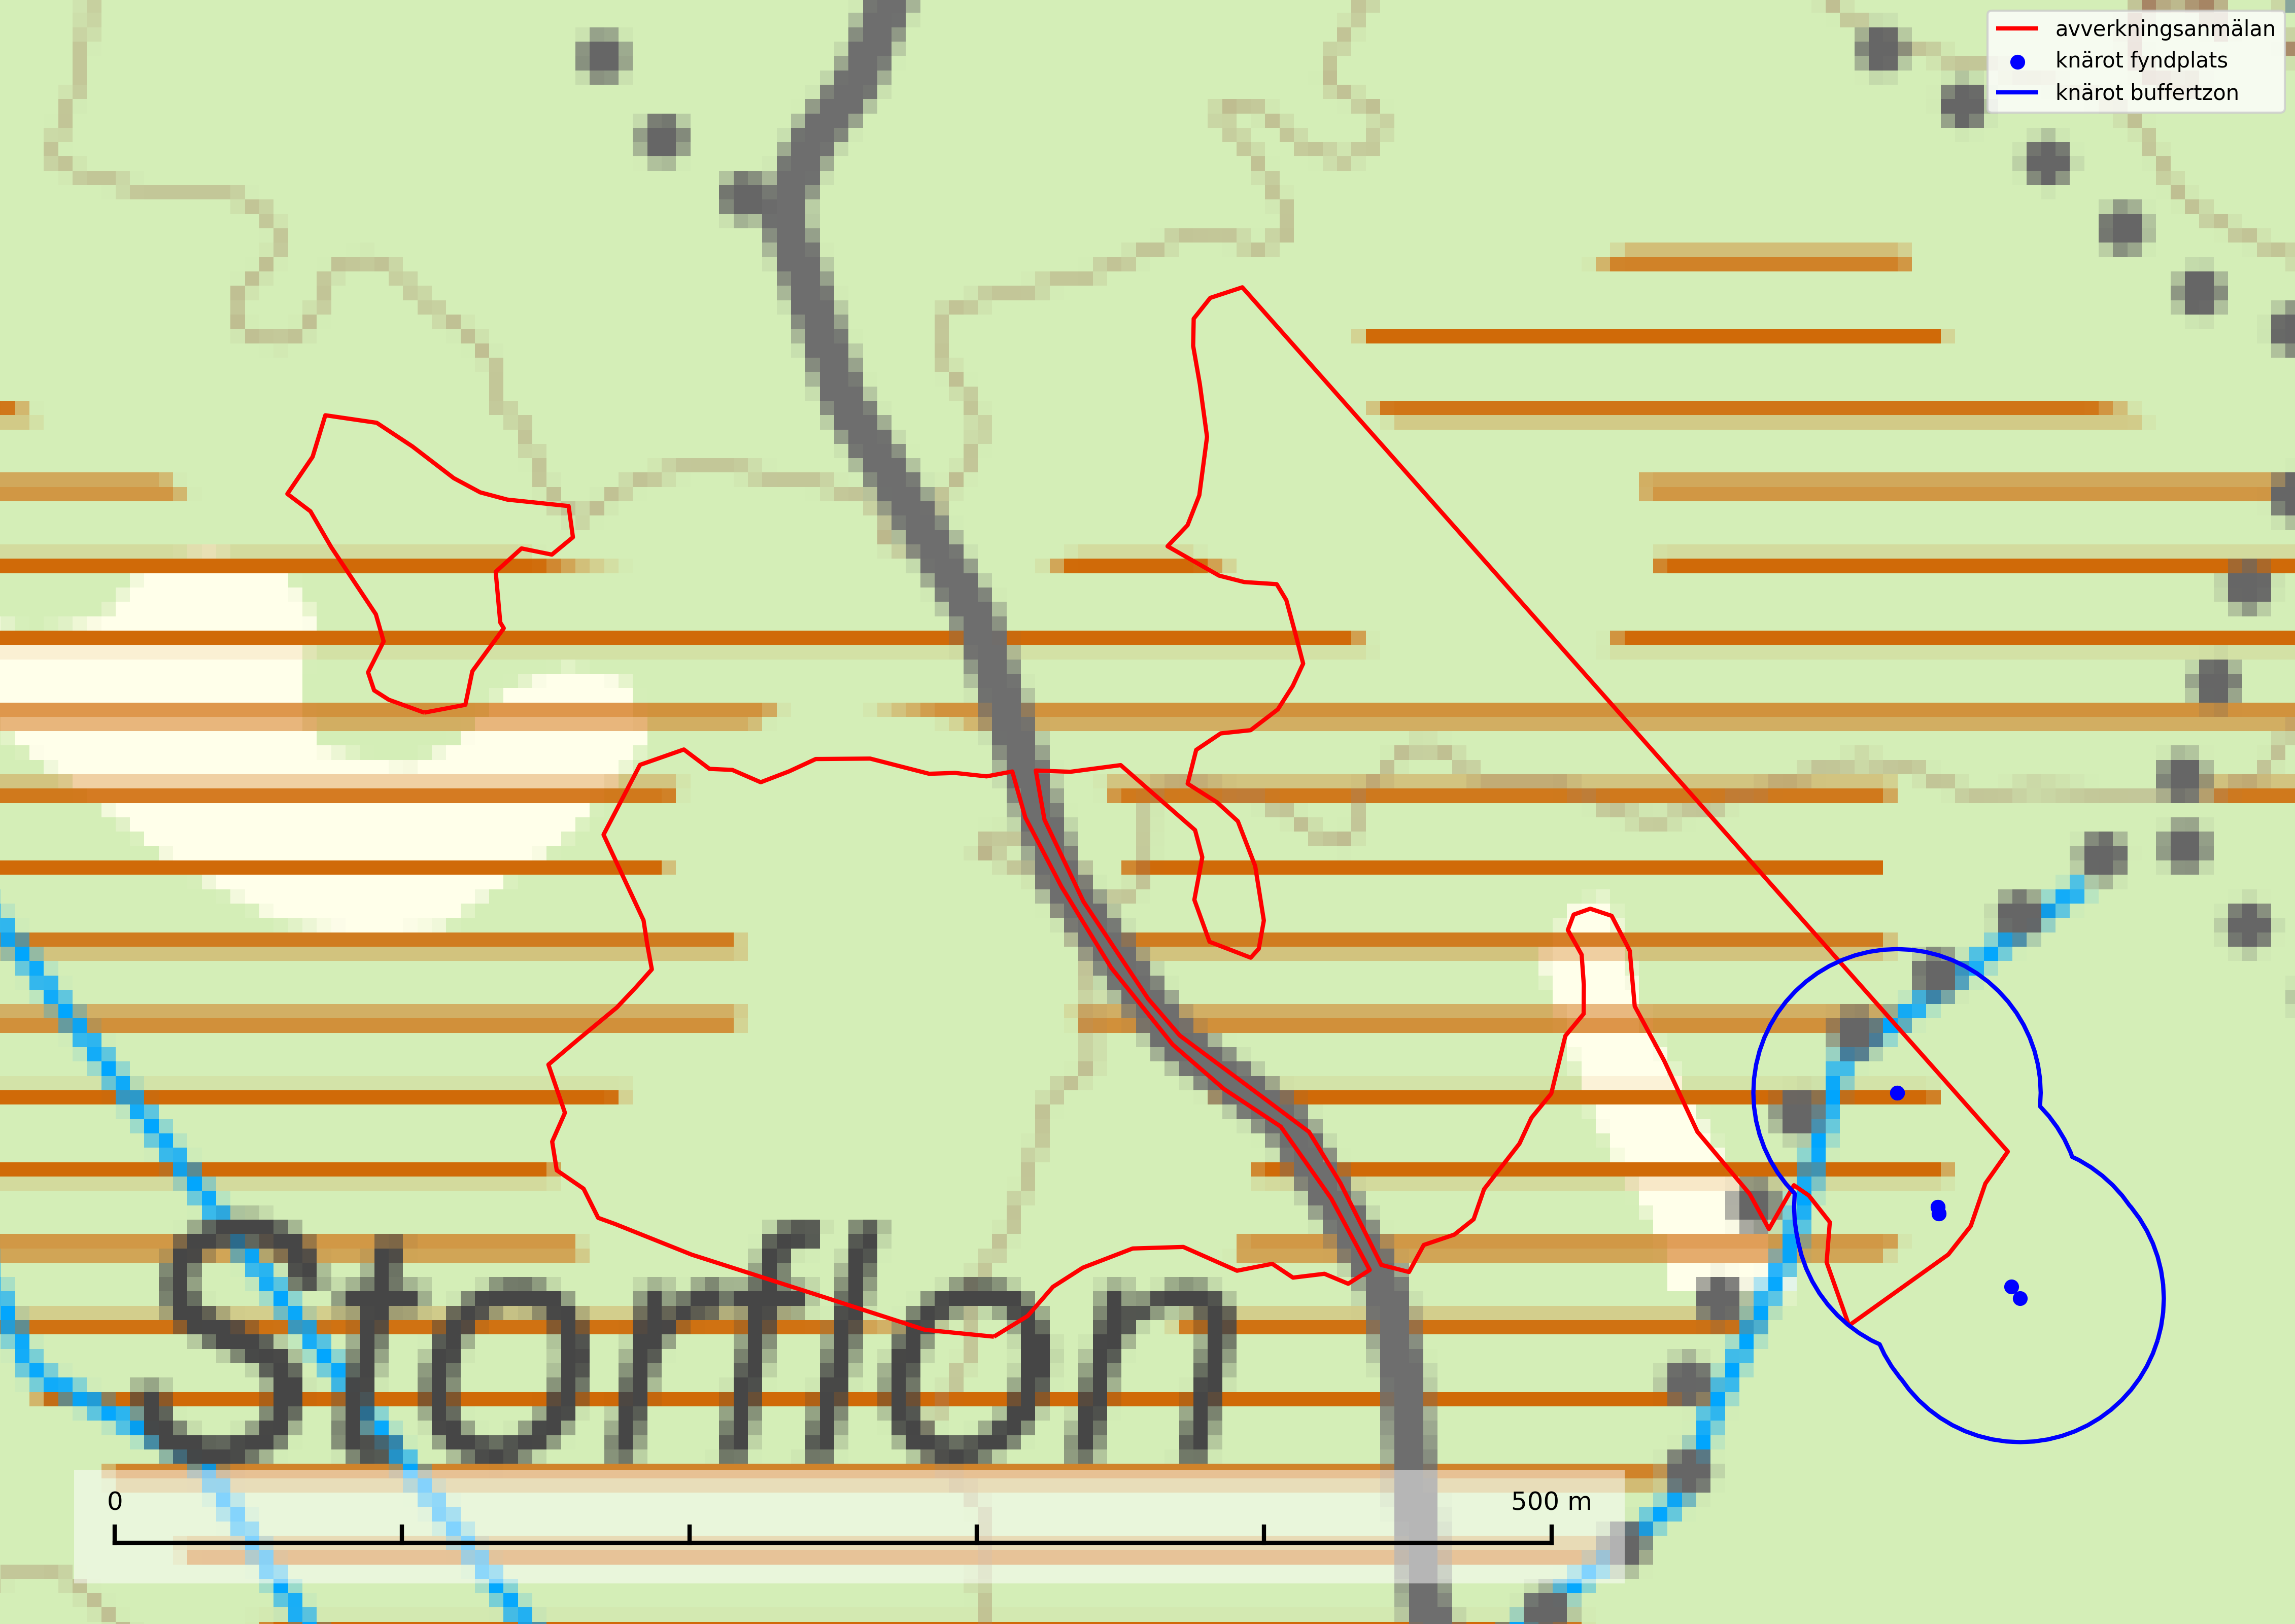 avverkningsanmälan
knärot fyndplats
knärot buffertzon
Storflon
0 500 m